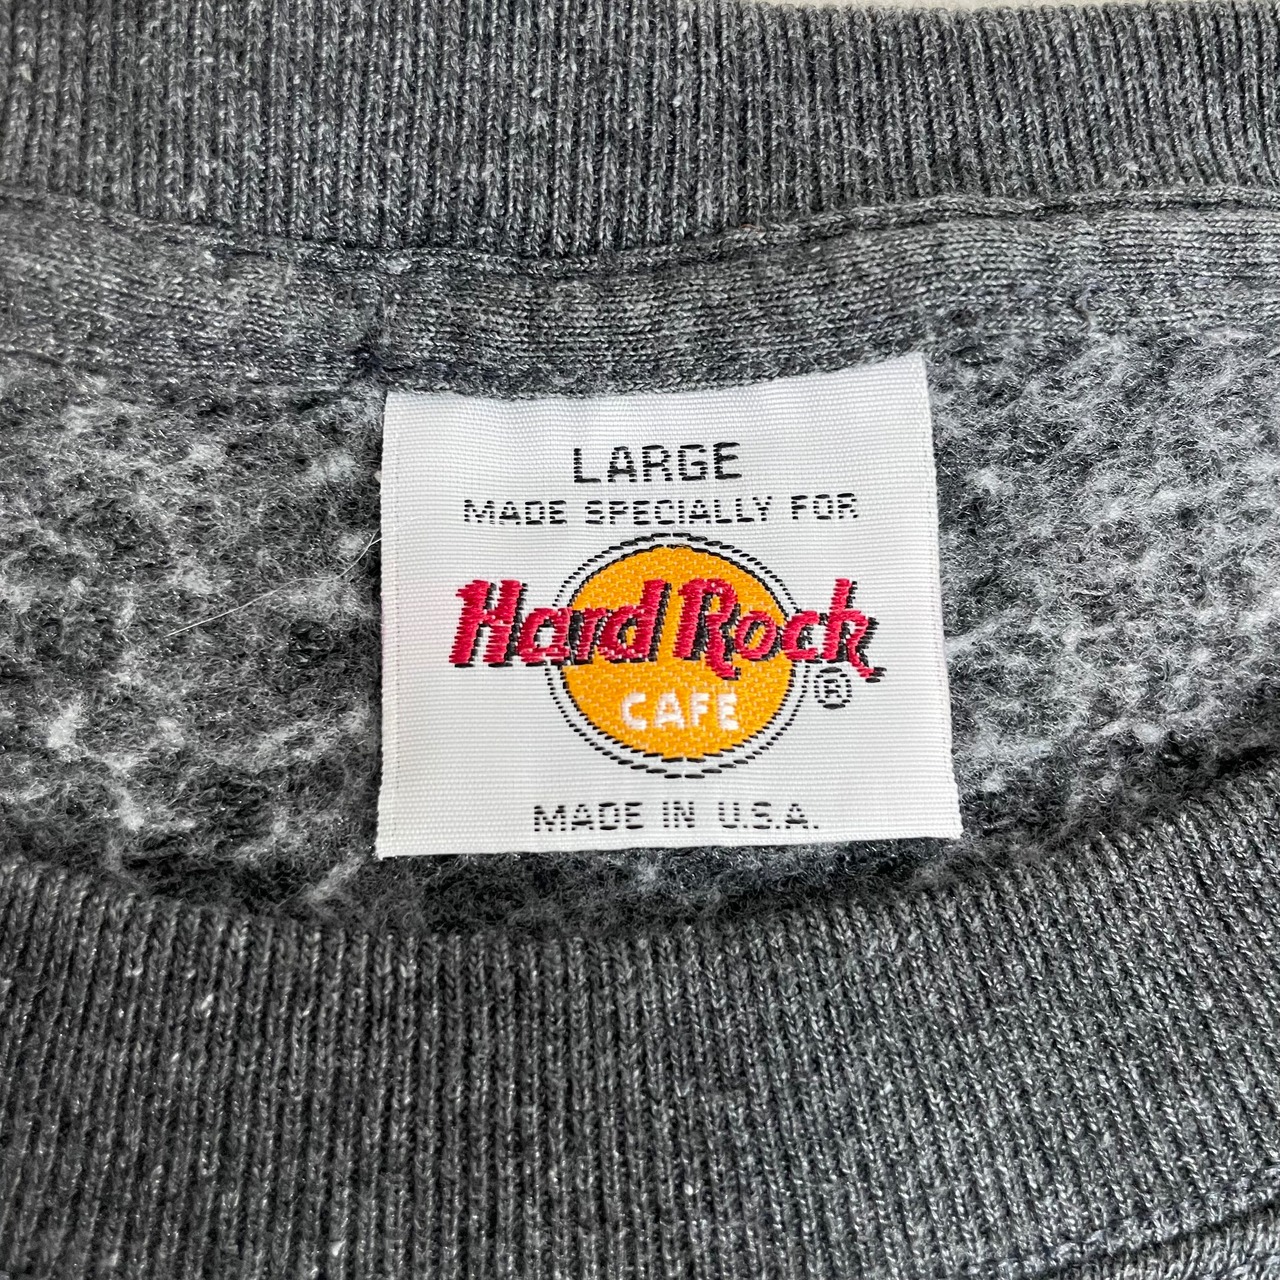 LARGE
MADE SPECIALLY FOR
Hard Rock
CAFE
®
MADE IN U.S.A.